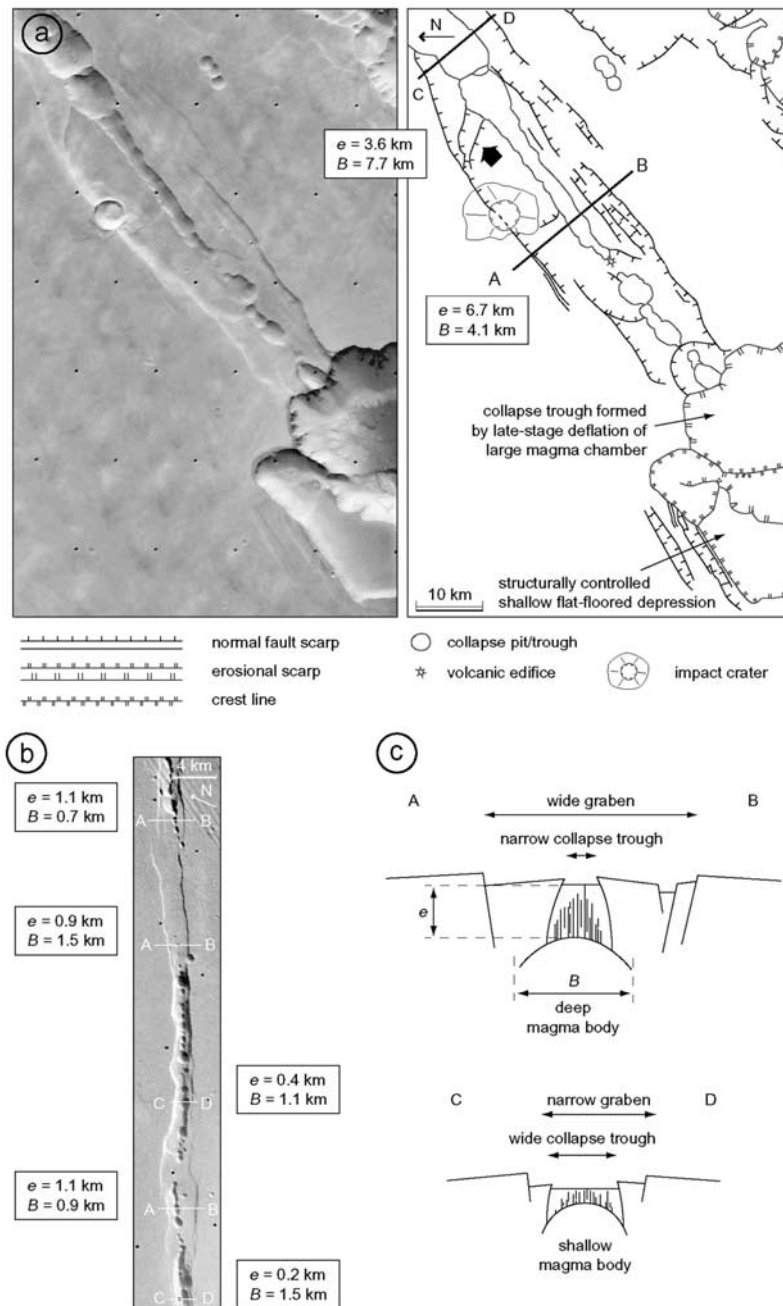 a
N
D
C
e = 3.6 km
B = 7.7 km
B
A
e = 6.7 km
B = 4.1 km
collapse trough formed
by late-stage deflation of
large magma chamber
structurally controlled
shallow flat-floored depression
10 km
normal fault scarp
erosional scarp
crest line
collapse pit/trough
volcanic edifice
impact crater
b
4 km
N
e = 1.1 km
B = 0.7 km
A
B
e = 0.9 km
B = 1.5 km
A
B
e = 0.4 km
B = 1.1 km
C
D
e = 1.1 km
B = 0.9 km
A
B
e = 0.2 km
B = 1.5 km
C
D
c
A
B
wide graben
narrow collapse trough
e
B
deep
magma body
C
D
narrow graben
wide collapse trough
shallow
magma body